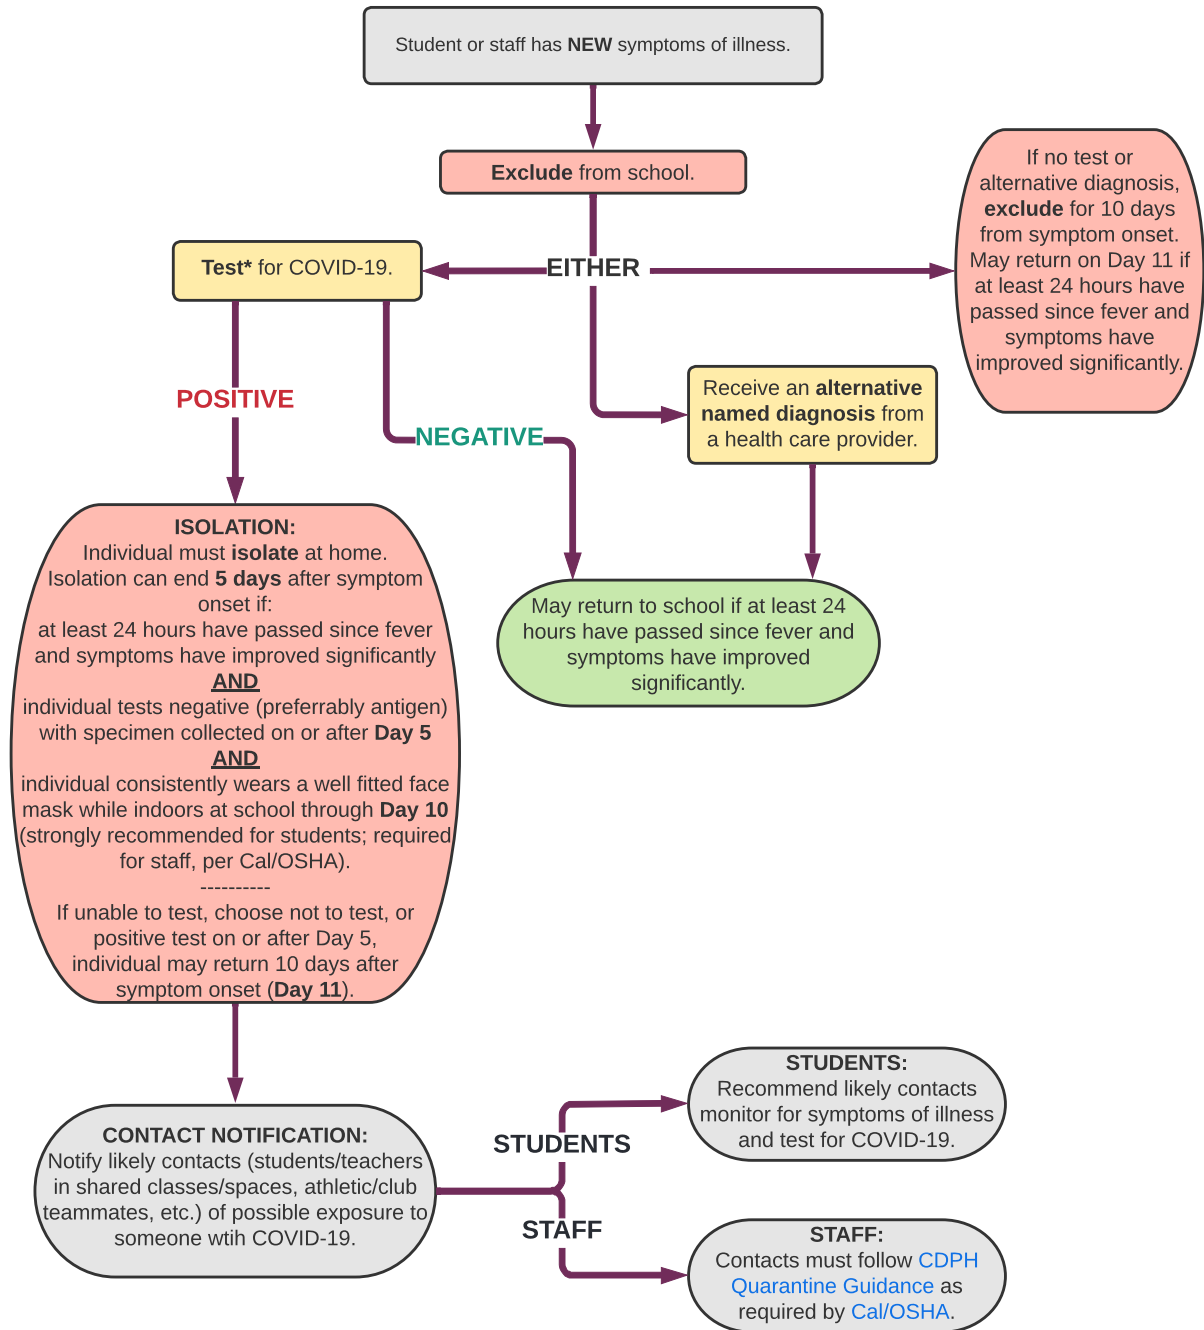 Student or staff has NEW symptoms of illness.
Exclude from school.
If no test or
alternative diagnosis,
exclude for 10 days
from symptom onset.
May return on Day 11 if
at least 24 hours have
passed since fever and
symptoms have
improved significantly.
Test* for COVID-19.
EITHER
Receive an alternative
named diagnosis from
a health care provider.
POSITIVE
NEGATIVE
ISOLATION:
Individual must isolate at home.
Isolation can end 5 days after symptom
onset if:
at least 24 hours have passed since fever
and symptoms have improved significantly
AND
individual tests negative (preferrably antigen)
with specimen collected on or after Day 5
AND
individual consistently wears a well fitted face
mask while indoors at school through Day 10
(strongly recommended for students; required
for staff, per Cal/OSHA).
----------
If unable to test, choose not to test, or
positive test on or after Day 5,
individual may return 10 days after
symptom onset (Day 11).
May return to school if at least 24
hours have passed since fever and
symptoms have improved
significantly.
CONTACT NOTIFICATION:
Notify likely contacts (students/teachers
in shared classes/spaces, athletic/club
teammates, etc.) of possible exposure to
someone wtih COVID-19.
STUDENTS
STAFF
STUDENTS:
Recommend likely contacts
monitor for symptoms of illness
and test for COVID-19.
STAFF:
Contacts must follow CDPH
Quarantine Guidance as
required by Cal/OSHA.